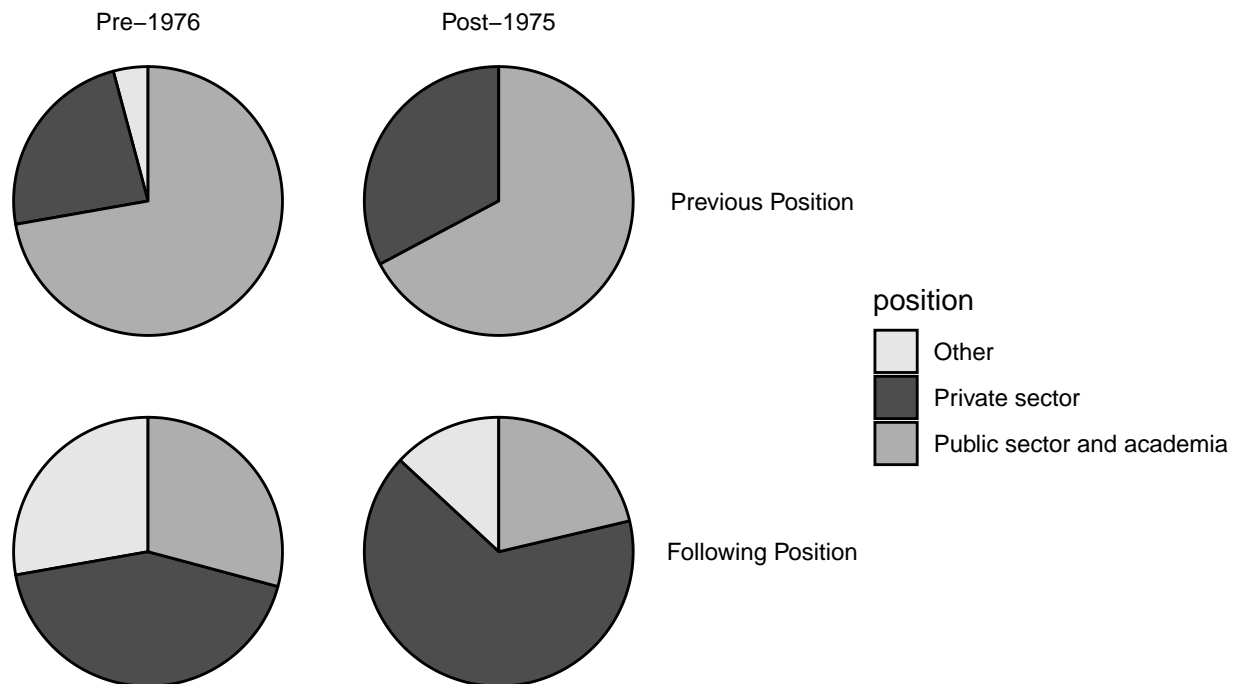 Pre−1976
Post−1975
Previous Position
position
Other
Private sector
Public sector and academia
Following Position